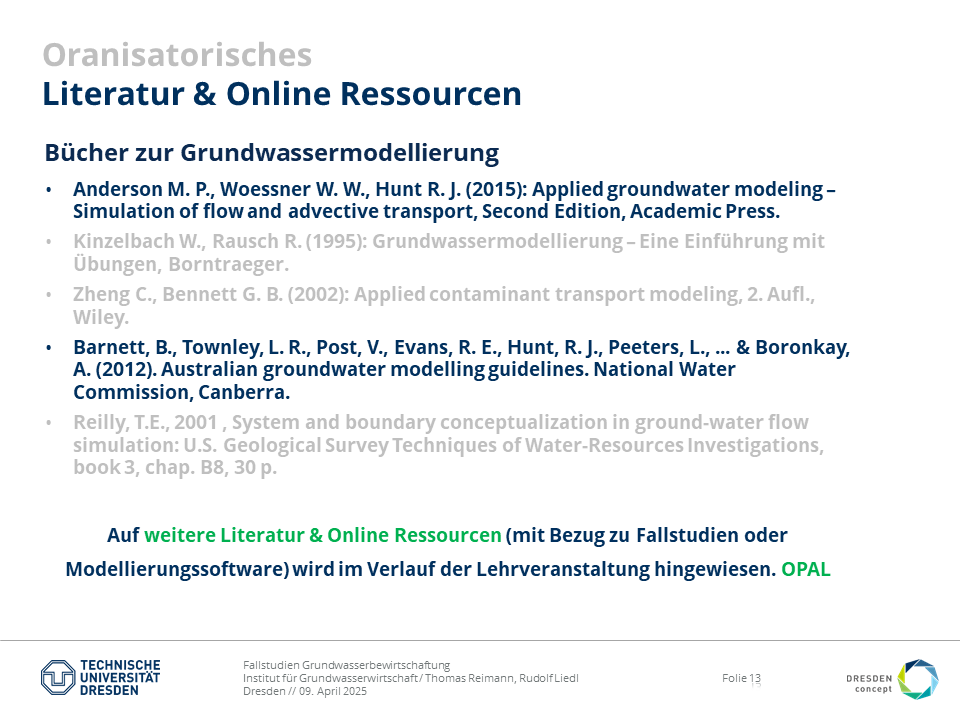 Oranisatorisches
Literatur & Online Ressourcen
Bücher zur Grundwassermodellierung
• Anderson M. P., Woessner W. W., Hunt R. J. (2015): Applied groundwater modeling –
Simulation of flow and advective transport, Second Edition, Academic Press.
• Kinzelbach W., Rausch R. (1995): Grundwassermodellierung – Eine Einführung mit
Übungen, Borntraeger.
• Zheng C., Bennett G. B. (2002): Applied contaminant transport modeling, 2. Aufl.,
Wiley.
• Barnett, B., Townley, L. R., Post, V., Evans, R. E., Hunt, R. J., Peeters, L., ... & Boronkay,
A. (2012). Australian groundwater modelling guidelines. National Water
Commission, Canberra.
• Reilly, T.E., 2001 , System and boundary conceptualization in ground-water flow
simulation: U.S. Geological Survey Techniques of Water-Resources Investigations,
book 3, chap. B8, 30 p.
Auf weitere Literatur & Online Ressourcen (mit Bezug zu Fallstudien oder
Modellierungssoftware) wird im Verlauf der Lehrveranstaltung hingewiesen. OPAL
TECHNISCHE
UNIVERSITÄT
DRESDEN
Fallstudien Grundwasserbewirtschaftung
Institut für Grundwasserwirtschaft / Thomas Reimann, Rudolf Liedl
Dresden // 09. April 2025
Folie 13
DRESDEN
concept